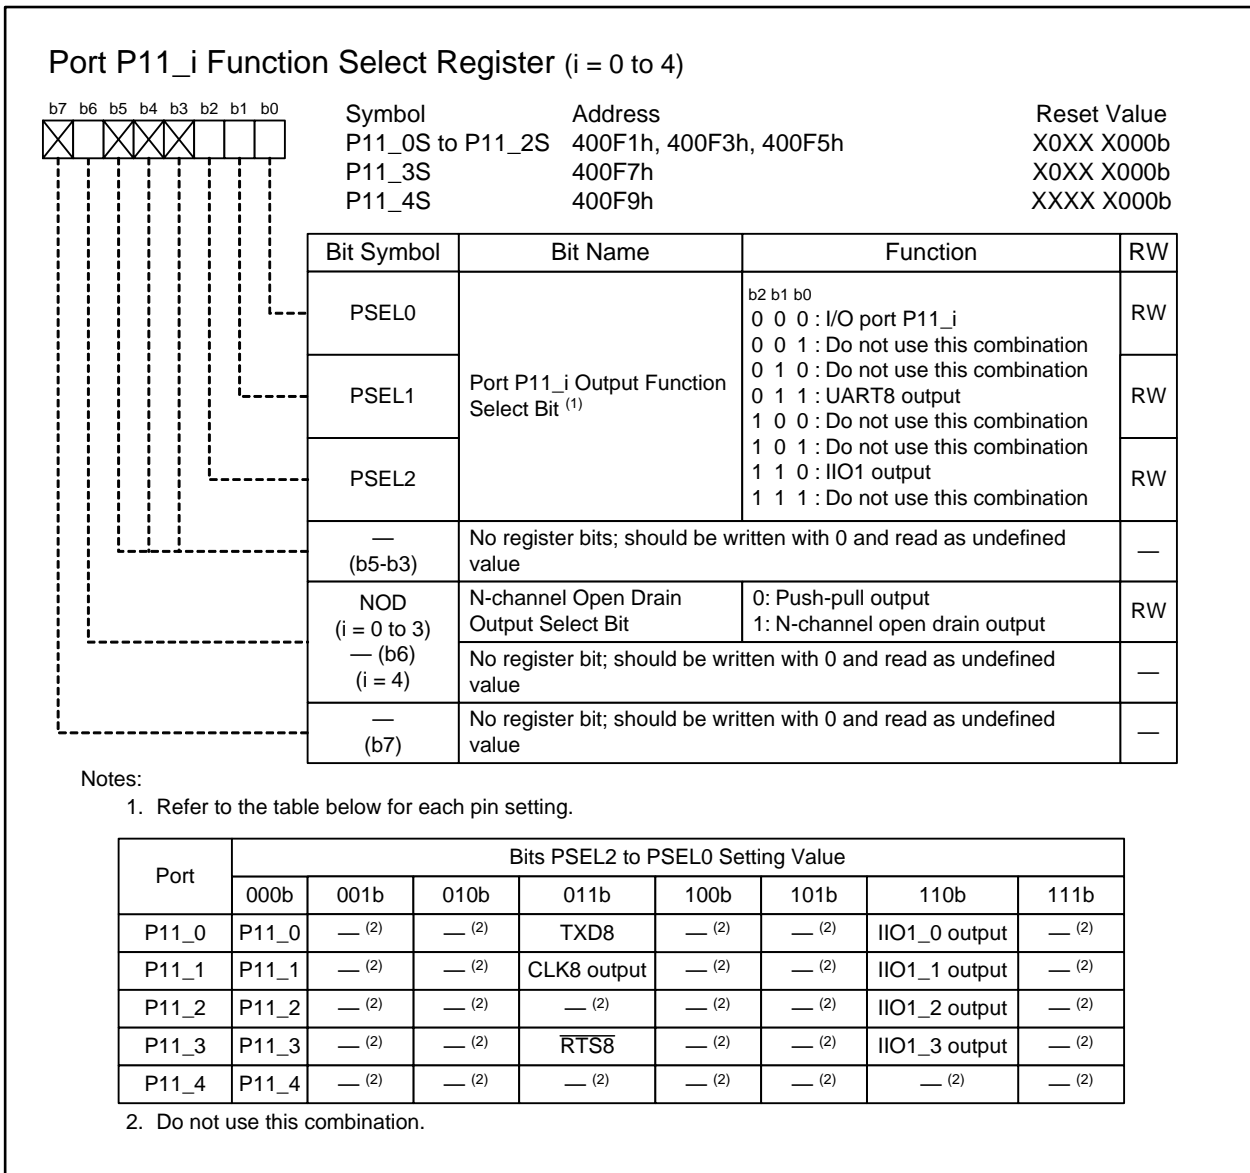 Port P11_i Function Select Register (i = 0 to 4)
b7 b6 b5 b4 b3 b2 b1 b0
Symbol Address Reset Value
P11_0S to P11_2S 400F1h, 400F3h, 400F5h X0XX X000b
P11_3S 400F7h X0XX X000b
P11_4S 400F9h XXXX X000b
Bit Symbol Bit Name Function RW
PSEL0 RW
PSEL1 RW
PSEL2 RW
Port P11_i Output Function
Select Bit (1)
b2 b1 b0
0 0 0 : I/O port P11_i
0 0 1 : Do not use this combination
0 1 0 : Do not use this combination
0 1 1 : UART8 output
1 0 0 : Do not use this combination
1 0 1 : Do not use this combination
1 1 0 : IIO1 output
1 1 1 : Do not use this combination
—
(b5-b3)
No register bits; should be written with 0 and read as undefined
value
—
NOD
(i = 0 to 3)
— (b6)
(i = 4)
N-channel Open Drain
Output Select Bit
0: Push-pull output
1: N-channel open drain output
RW
No register bit; should be written with 0 and read as undefined
value
—
—
(b7)
No register bit; should be written with 0 and read as undefined
value
—
Notes:
1. Refer to the table below for each pin setting.
Port Bits PSEL2 to PSEL0 Setting Value
000b 001b 010b 011b 100b 101b 110b 111b
P11_0 P11_0 — (2) — (2) TXD8 — (2) — (2) IIO1_0 output — (2)
P11_1 P11_1 — (2) — (2) CLK8 output — (2) — (2) IIO1_1 output — (2)
P11_2 P11_2 — (2) — (2) — (2) — (2) — (2) IIO1_2 output — (2)
P11_3 P11_3 — (2) — (2) R̅T̅S̅8̅ — (2) — (2) IIO1_3 output — (2)
P11_4 P11_4 — (2) — (2) — (2) — (2) — (2) — (2) — (2)
2. Do not use this combination.